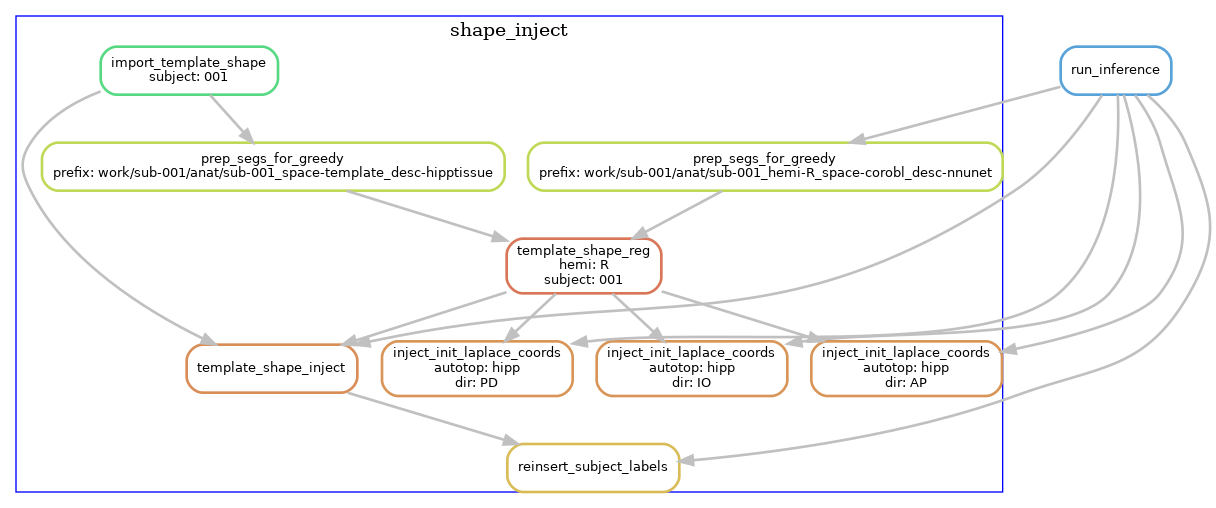 shape_inject
import_template_shape
subject: 001
run_inference
prep_segs_for_greedy
prefix: work/sub-001/anat/sub-001_space-template_desc-hipptissue
prep_segs_for_greedy
prefix: work/sub-001/anat/sub-001_hemi-R_space-corobl_desc-nnunet
template_shape_reg
hemi: R
subject: 001
template_shape_inject
inject_init_laplace_coords
autotop: hipp
dir: PD
inject_init_laplace_coords
autotop: hipp
dir: IO
inject_init_laplace_coords
autotop: hipp
dir: AP
reinsert_subject_labels